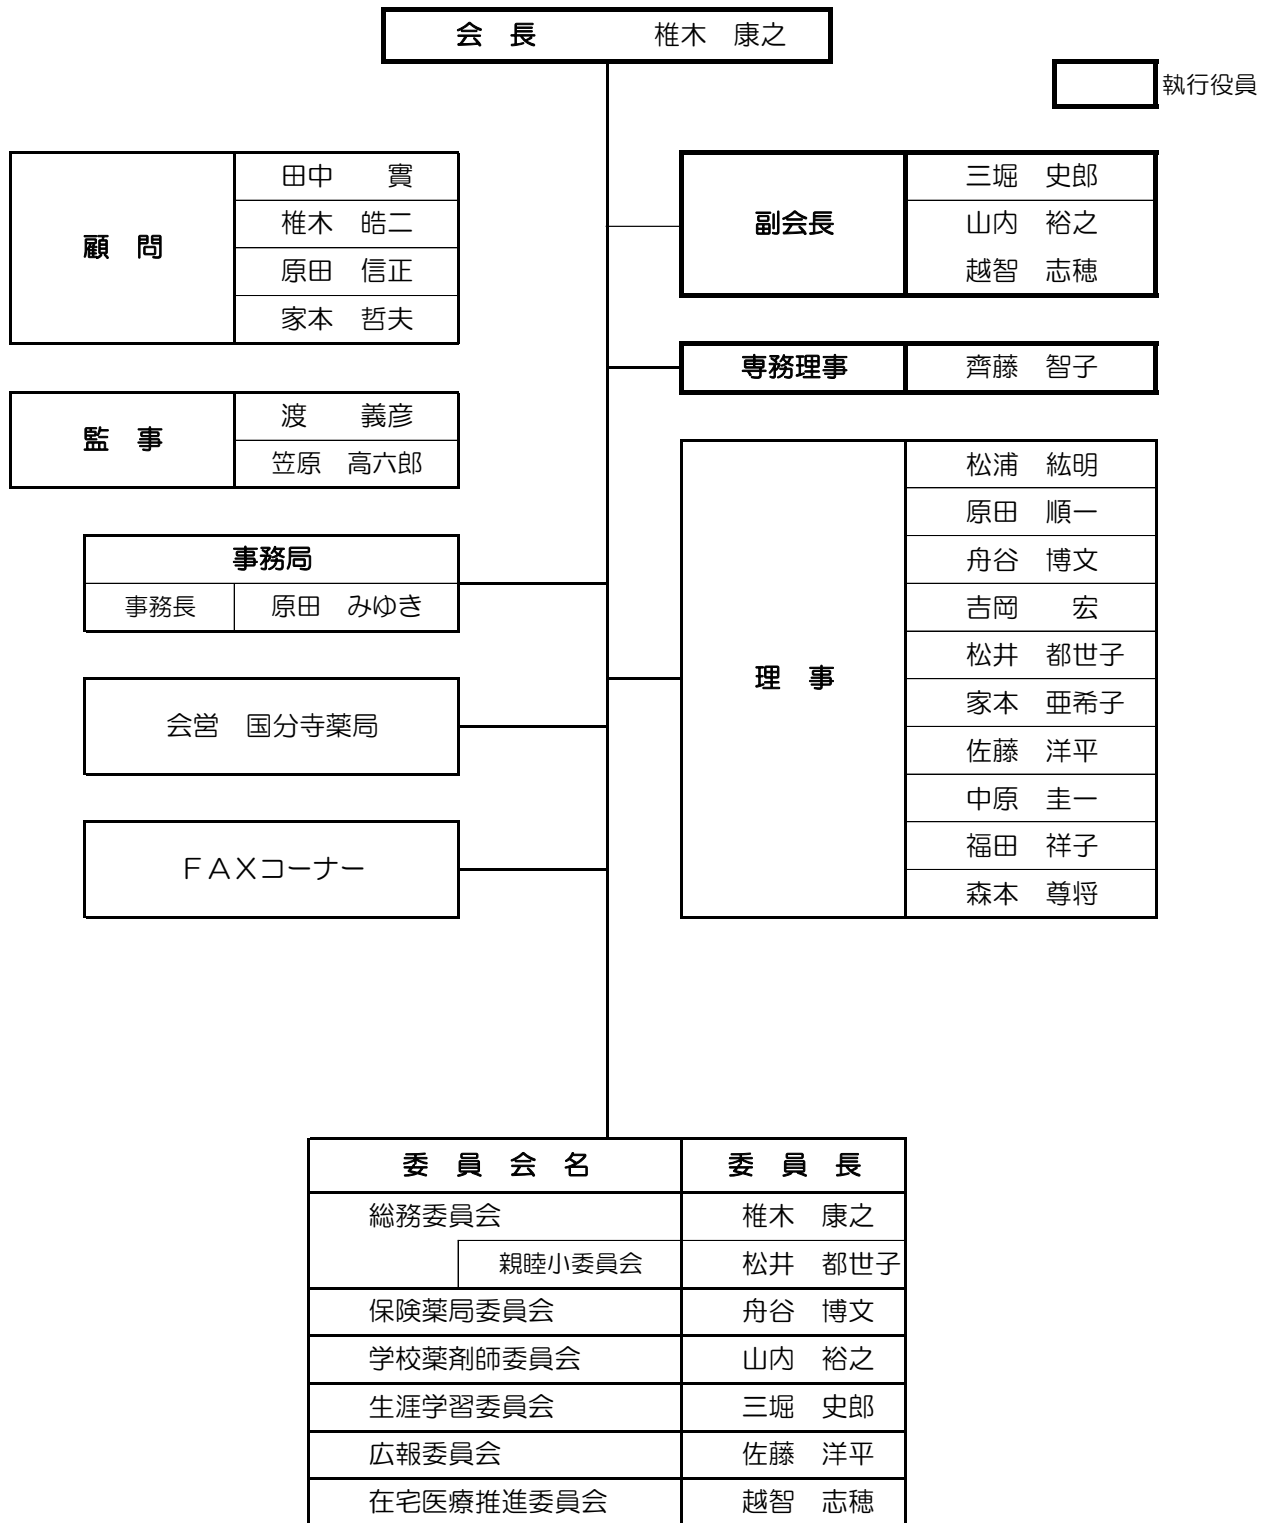 会　長　椎木　康之
執行役員
顧　問
田中　實
椎木　皓二
原田　信正
家本　哲夫
監　事
渡　義彦
笠原　高六郎
事務局
事務長　原田　みゆき
会営　国分寺薬局
ＦＡＸコーナー
副会長
三堀　史郎
山内　裕之
越智　志穂
専務理事　齊藤　智子
理　事
松浦　紘明
原田　順一
舟谷　博文
吉岡　宏
松井　都世子
家本　亜希子
佐藤　洋平
中原　圭一
福田　祥子
森本　尊将
委　員　会　名　委　員　長
総務委員会　椎木　康之
親睦小委員会　松井　都世子
保険薬局委員会　舟谷　博文
学校薬剤師委員会　山内　裕之
生涯学習委員会　三堀　史郎
広報委員会　佐藤　洋平
在宅医療推進委員会　越智　志穂